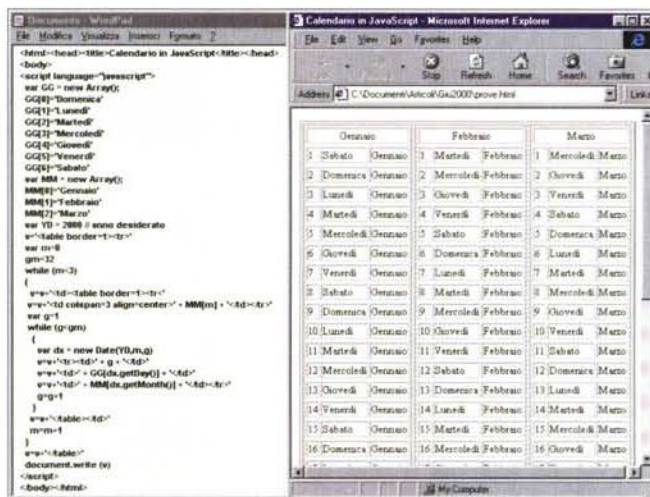 Documento - WordPad
File Modifica Visualizza Inserisci Formato ?
<html><head><title>Calendario in JavaScript</title></head>
<body>
<script language="javascript">
var GG = new Array();
GG[0]="Domenica"
GG[1]="Lunedì"
GG[2]="Martedì"
GG[3]="Mercoledì"
GG[4]="Giovedì"
GG[5]="Venerdì"
GG[6]="Sabato"
var MM = new Array();
MM[0]="Gennaio"
MM[1]="Febbraio"
MM[2]="Marzo"
var YD = 2000 // anno desiderato
v='<table border=1><tr>'
var m=0
gm=32
while (m<3)
{
v=v+'<td><table border=1><tr>'
v=v+'<td colspan=3 align=center>' + MM[m] + '</td></tr>'
var g=1
while (g<gm)
{
var dx = new Date(YD,m,g)
v=v+'<tr><td>' + g + '</td>'
v=v+'<td>' + GG[dx.getDay()] + '</td>'
v=v+'<td>' + MM[dx.getMonth()] + '</td></tr>'
g=g+1
}
v=v+'</table></td>'
m=m+1
}
v=v+'</table>'
document.write (v)
</script>
</body></html>
Calendario in JavaScript - Microsoft Internet Explorer
File Edit View Go Favorites Help
Stop Refresh Home Search Favorites
Address C:\Documenti\Articoli\Giu2000\prove.html Links
Gennaio Febbraio Marzo
1 Sabato Gennaio 1 Martedì Febbraio 1 Mercoledì Marzo
2 Domenica Gennaio 2 Mercoledì Febbraio 2 Giovedì Marzo
3 Lunedì Gennaio 3 Giovedì Febbraio 3 Venerdì Marzo
4 Martedì Gennaio 4 Venerdì Febbraio 4 Sabato Marzo
5 Mercoledì Gennaio 5 Sabato Febbraio 5 Domenica Marzo
6 Giovedì Gennaio 6 Domenica Febbraio 6 Lunedì Marzo
7 Venerdì Gennaio 7 Lunedì Febbraio 7 Martedì Marzo
8 Sabato Gennaio 8 Martedì Febbraio 8 Mercoledì Marzo
9 Domenica Gennaio 9 Mercoledì Febbraio 9 Giovedì Marzo
10 Lunedì Gennaio 10 Giovedì Febbraio 10 Venerdì Marzo
11 Martedì Gennaio 11 Venerdì Febbraio 11 Sabato Marzo
12 Mercoledì Gennaio 12 Sabato Febbraio 12 Domenica Marzo
13 Giovedì Gennaio 13 Domenica Febbraio 13 Lunedì Marzo
14 Venerdì Gennaio 14 Lunedì Febbraio 14 Martedì Marzo
15 Sabato Gennaio 15 Martedì Febbraio 15 Mercoledì Marzo
16 Domenica Gennaio 16 Mercoledì Febbraio 16 Giovedì Marzo
My Computer